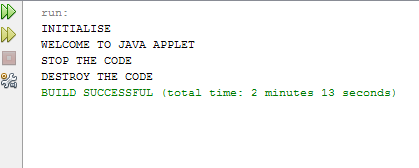 run:
INITIALISE
WELCOME TO JAVA APPLET
STOP THE CODE
DESTROY THE CODE
BUILD SUCCESSFUL (total time: 2 minutes 13 seconds)